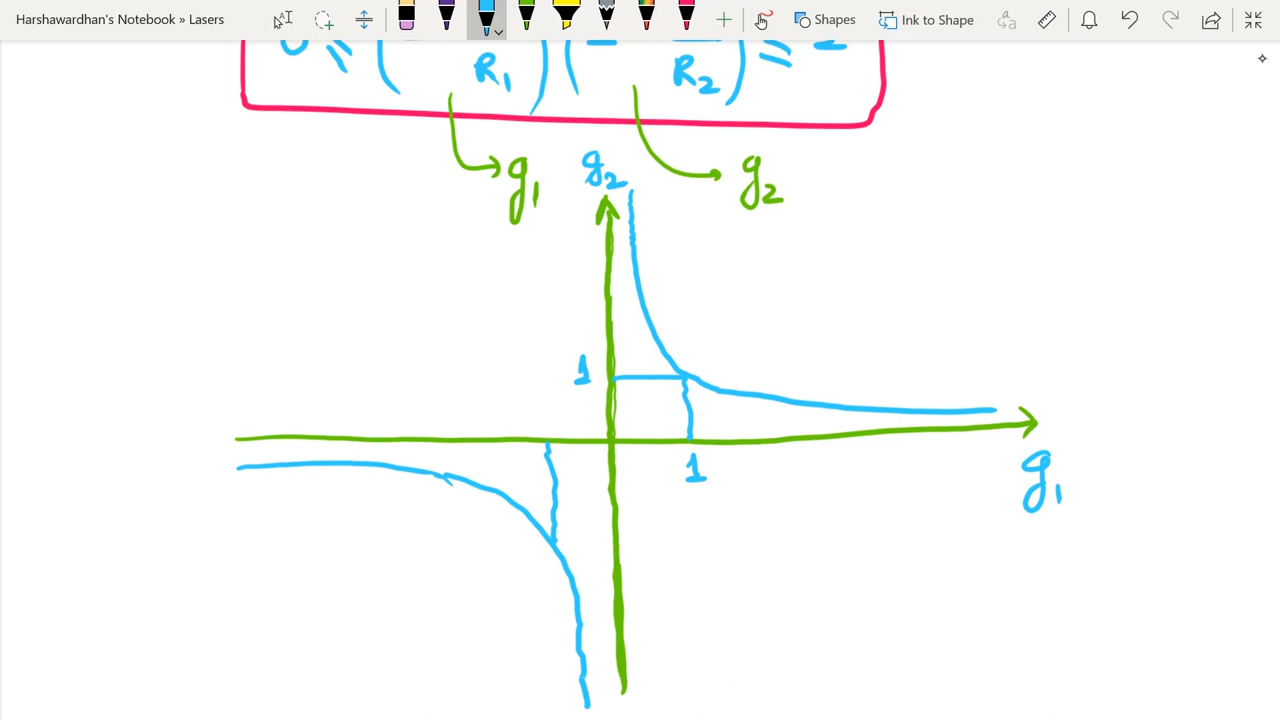 Harshawardhan's Notebook » Lasers
Shapes
Ink to Shape
R₁ R₂
g₁ g₂ g₂
1
1
g₁